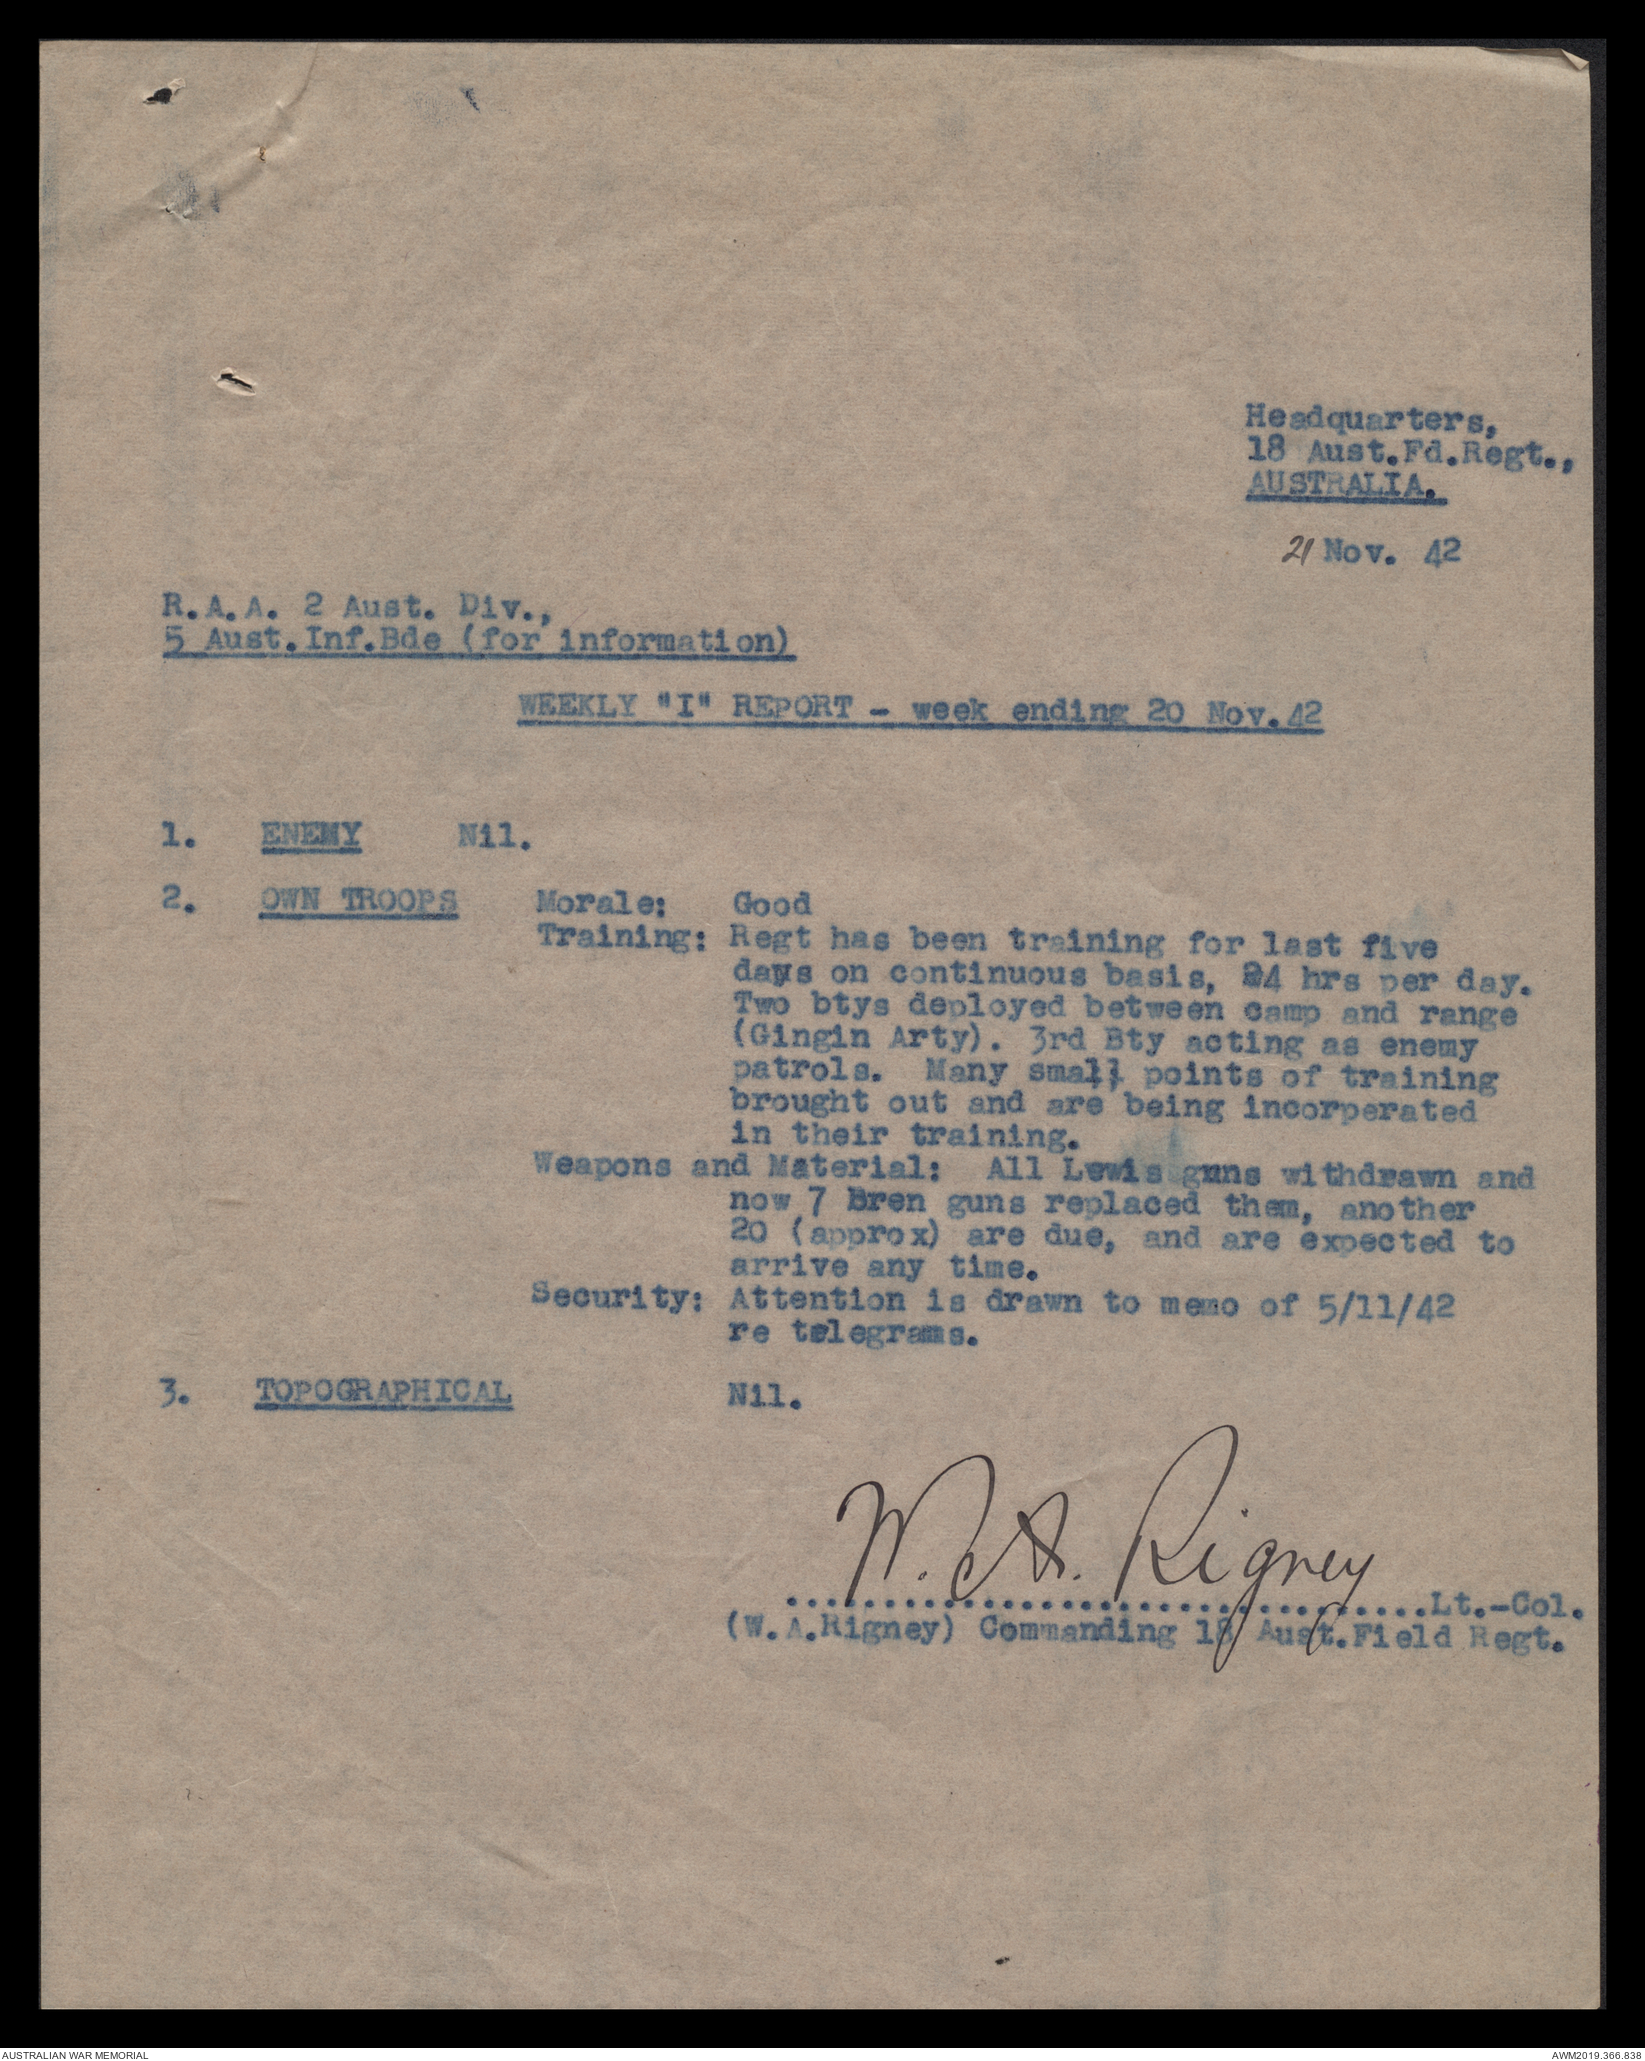 Headquarters,
18 Aust.Fd.Regt.,
AUSTRALIA.
21 Nov. 42
R.A.A. 2 Aust. Div.,
5 Aust.Inf.Bde (for information)
WEEKLY "I" REPORT - week ending 20 Nov.42
1. ENEMY Nil.
2. OWN TROOPS Morale: Good
Training: Regt has been training for last five
days on continuous basis, 24 hrs per day.
Two btys deployed between camp and range
(Gingin Arty). 3rd Bty acting as enemy
patrols. Many small, points of training
brought out and are being incorperated
in their training.
Weapons and Material: All Lewis guns withdrawn and
now 7 Bren guns replaced them, another
20 (approx) are due, and are expected to
arrive any time.
Security: Attention is drawn to memo of 5/11/42
re telegrams.
3. TOPOGRAPHICAL Nil.
W. A. Rigney
..................................Lt.-Col.
(W.A.Rigney) Commanding 18 Aust.Field Regt.
AUSTRALIAN WAR MEMORIAL
AWM2019.366.838